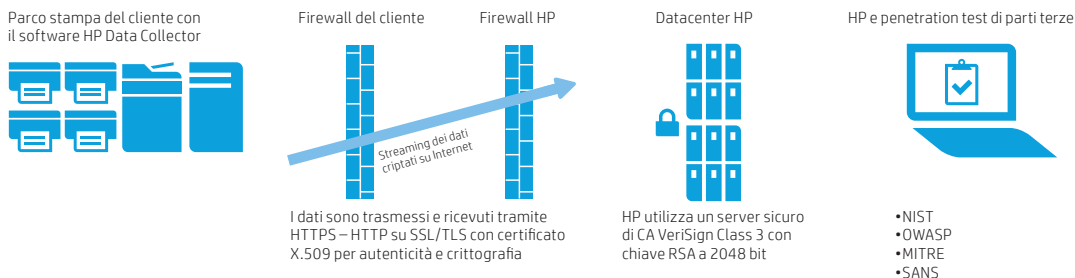 Parco stampa del cliente con
il software HP Data Collector
Firewall del cliente
Firewall HP
Datacenter HP
HP e penetration test di parti terze
Streaming dei dati
criptati su Internet
I dati sono trasmessi e ricevuti tramite
HTTPS – HTTP su SSL/TLS con certificato
X.509 per autenticità e crittografia
HP utilizza un server sicuro
di CA VeriSign Class 3 con
chiave RSA a 2048 bit
•NIST
•OWASP
•MITRE
•SANS